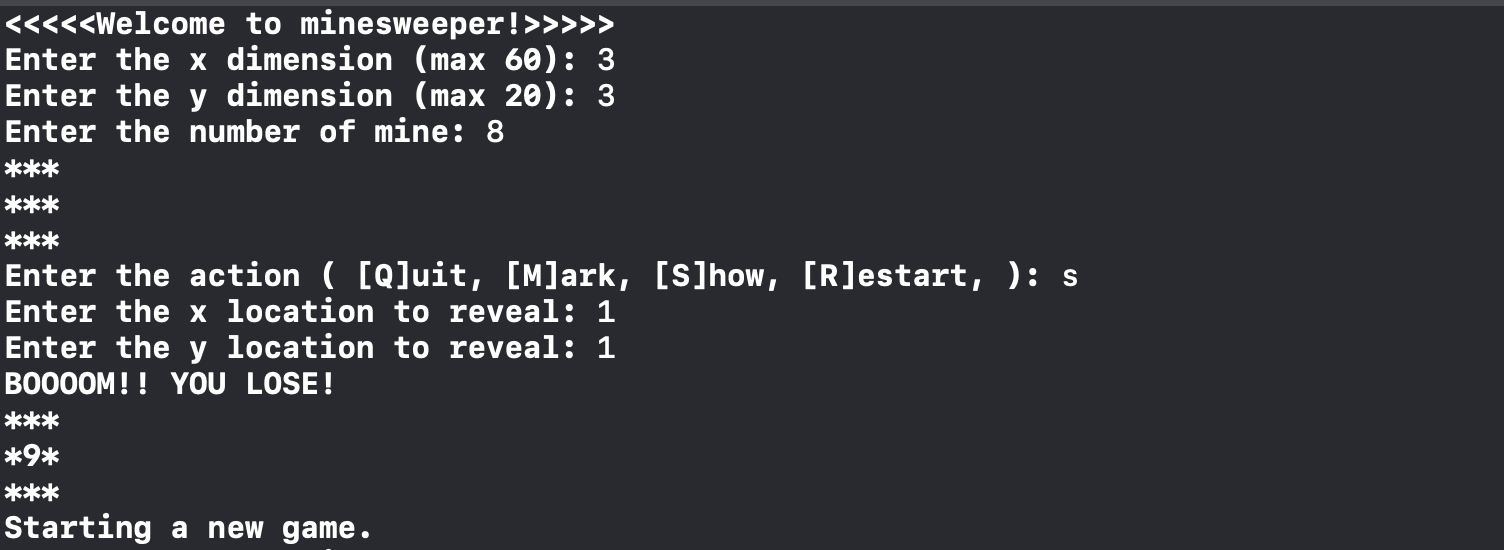 <<<<<Welcome to minesweeper!>>>>>
Enter the x dimension (max 60): 3
Enter the y dimension (max 20): 3
Enter the number of mine: 8
***
***
***
Enter the action ( [Q]uit, [M]ark, [S]how, [R]estart, ): s
Enter the x location to reveal: 1
Enter the y location to reveal: 1
BOOOOM!! YOU LOSE!
***
*9*
***
Starting a new game.